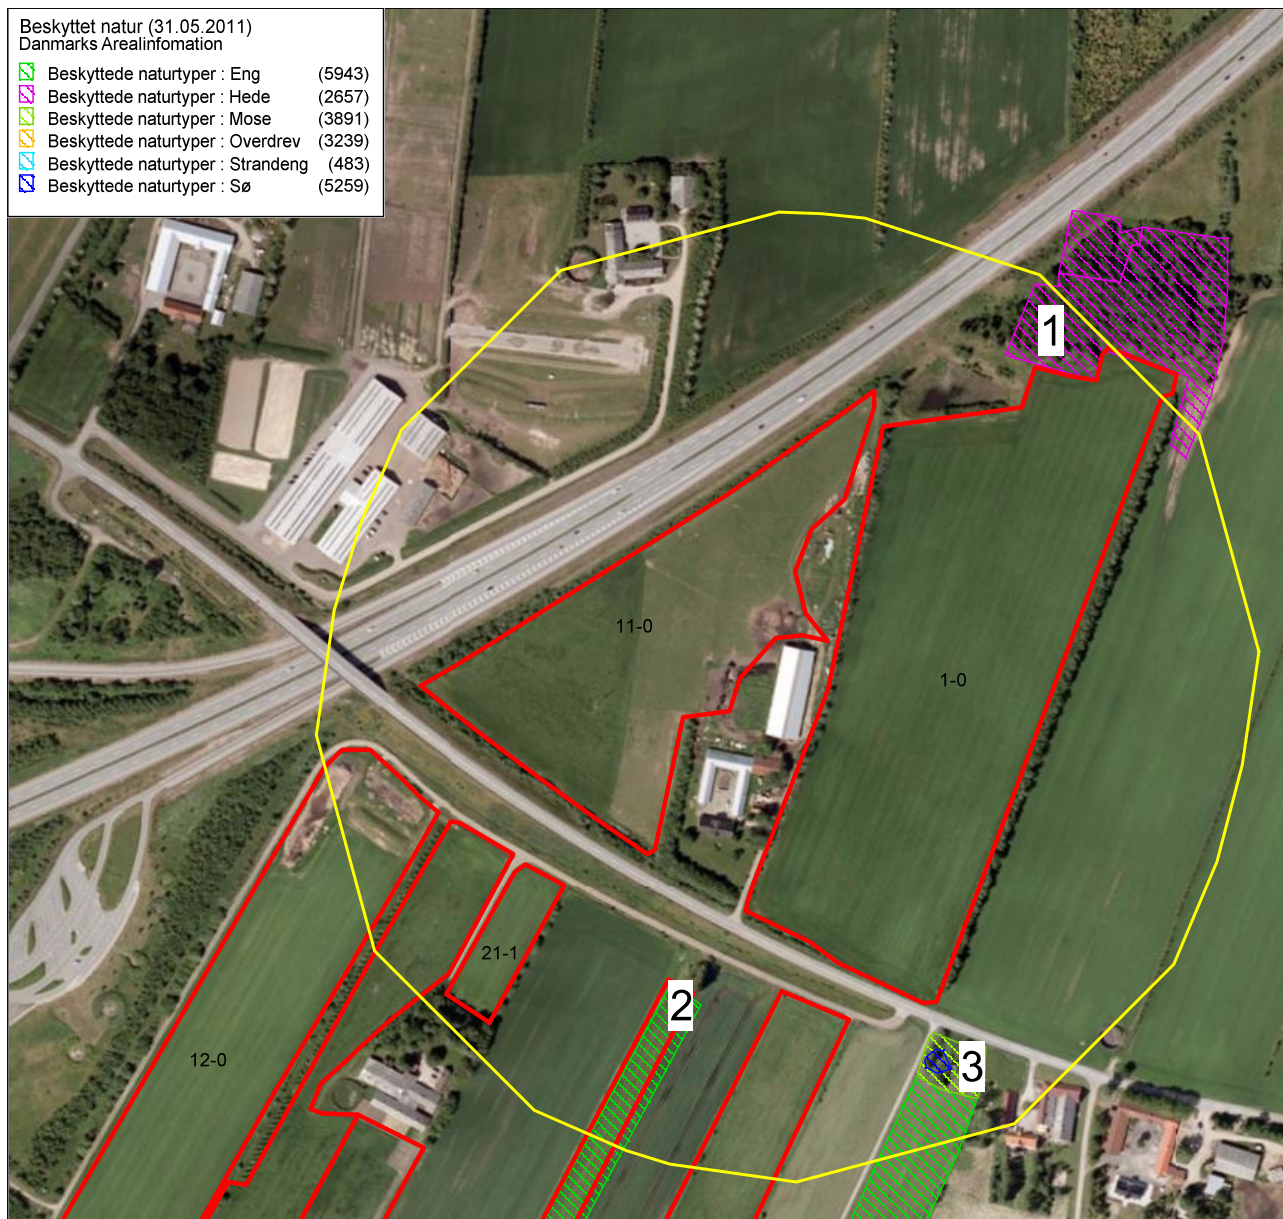 Beskyttet natur (31.05.2011)
Danmarks Arealinfomation
Beskyttede naturtyper : Eng (5943)
Beskyttede naturtyper : Hede (2657)
Beskyttede naturtyper : Mose (3891)
Beskyttede naturtyper : Overdrev (3239)
Beskyttede naturtyper : Strandeng (483)
Beskyttede naturtyper : Sø (5259)
1
11-0
1-0
21-1
2
12-0
3